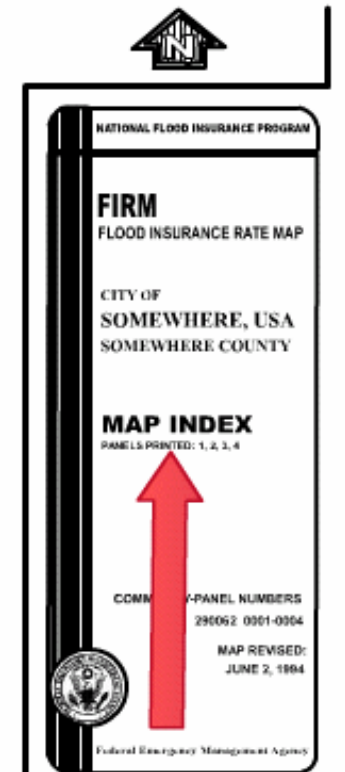 N
NATIONAL FLOOD INSURANCE PROGRAM
FIRM
FLOOD INSURANCE RATE MAP
CITY OF
SOMEWHERE, USA
SOMEWHERE COUNTY
MAP INDEX
PANELS PRINTED: 1, 2, 3, 4
COMM Y-PANEL NUMBERS
290062 0001-0004
MAP REVISED:
JUNE 2, 1994
Federal Emergency Management Agency